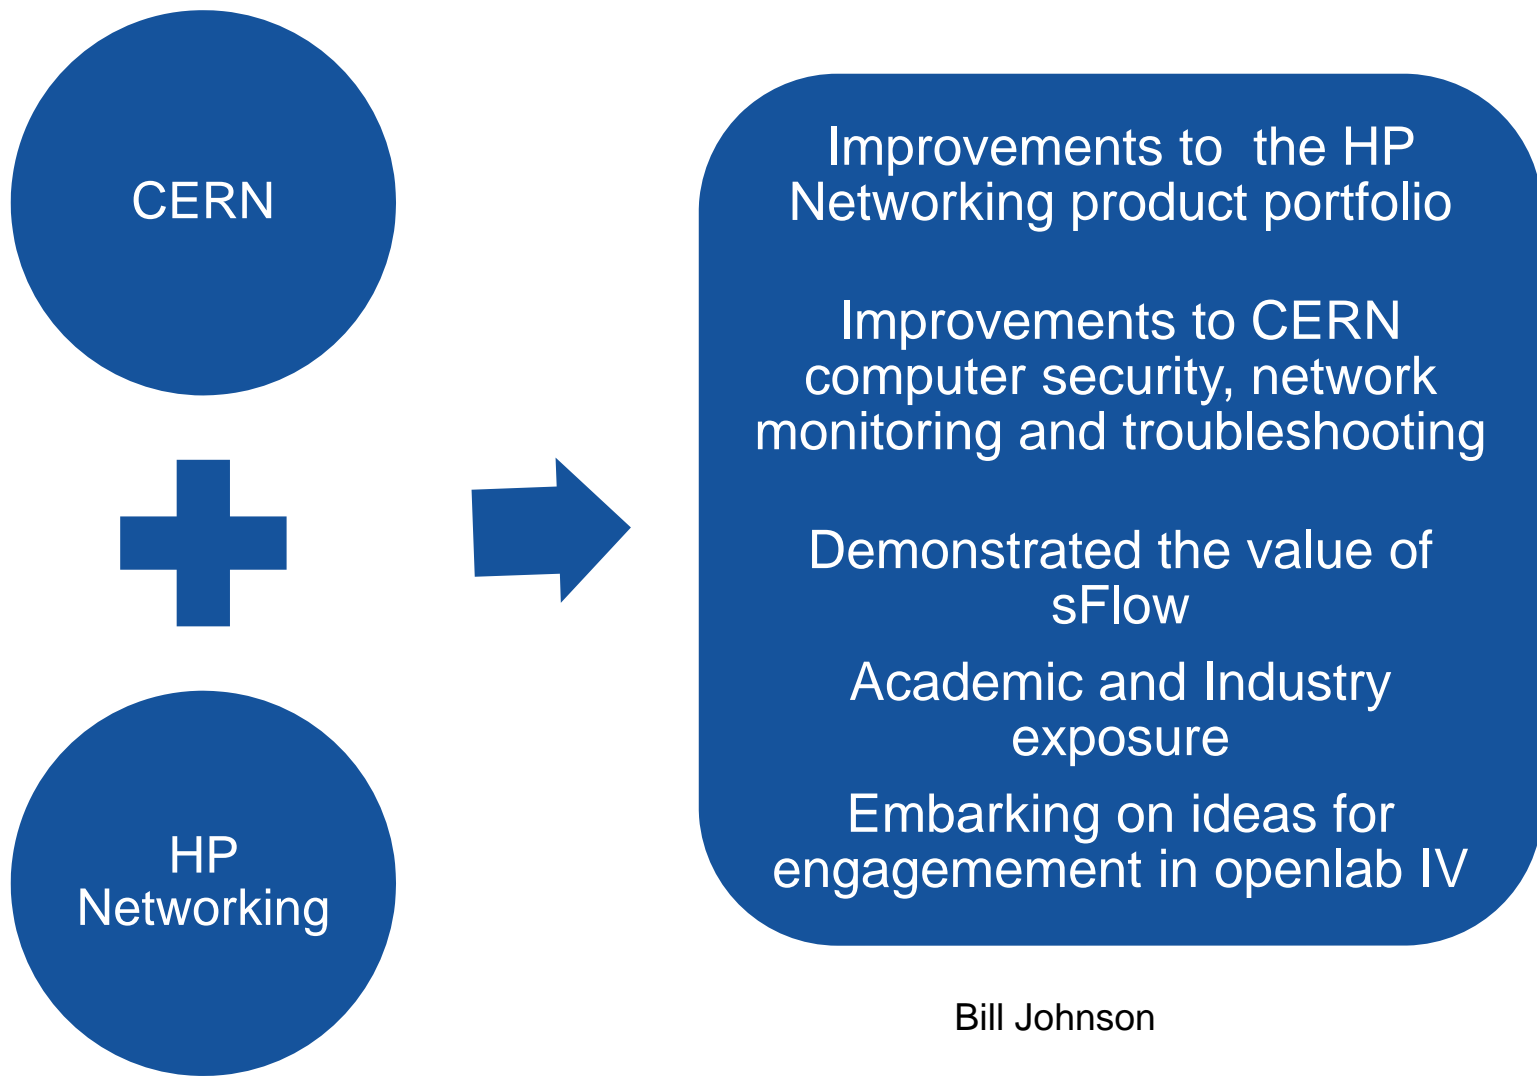 CERN
HP
Networking
Improvements to  the HP
Networking product portfolio
Improvements to CERN
computer security, network
monitoring and troubleshooting
Demonstrated the value of
sFlow
Academic and Industry
exposure
Embarking on ideas for
engagemement in openlab IV
Bill Johnson